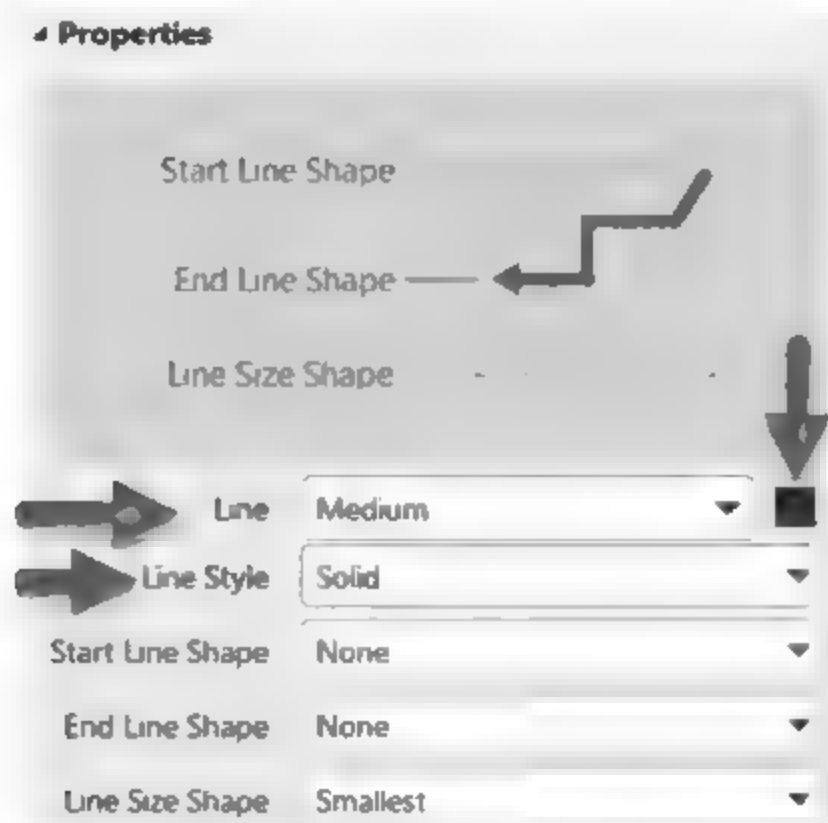 Properties
Start Line Shape
End Line Shape
Line Size Shape
Line Medium
Line Style Solid
Start Line Shape None
End Line Shape None
Line Size Shape Smallest